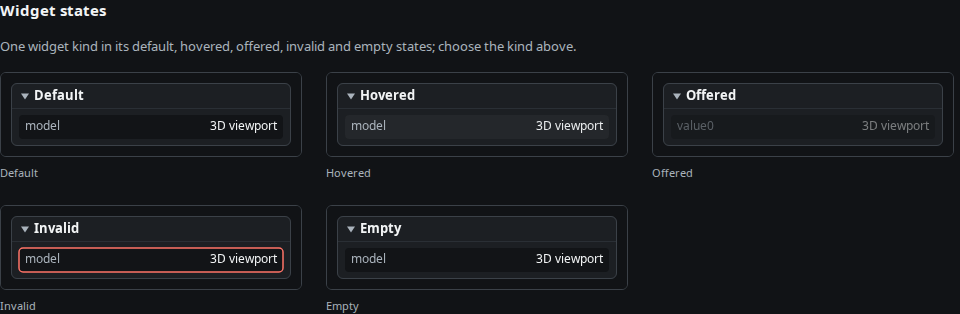 Widget states
One widget kind in its default, hovered, offered, invalid and empty states; choose the kind above.
Default
model 3D viewport
Default
Hovered
model 3D viewport
Hovered
Offered
value0 3D viewport
Offered
Invalid
model 3D viewport
Invalid
Empty
model 3D viewport
Empty